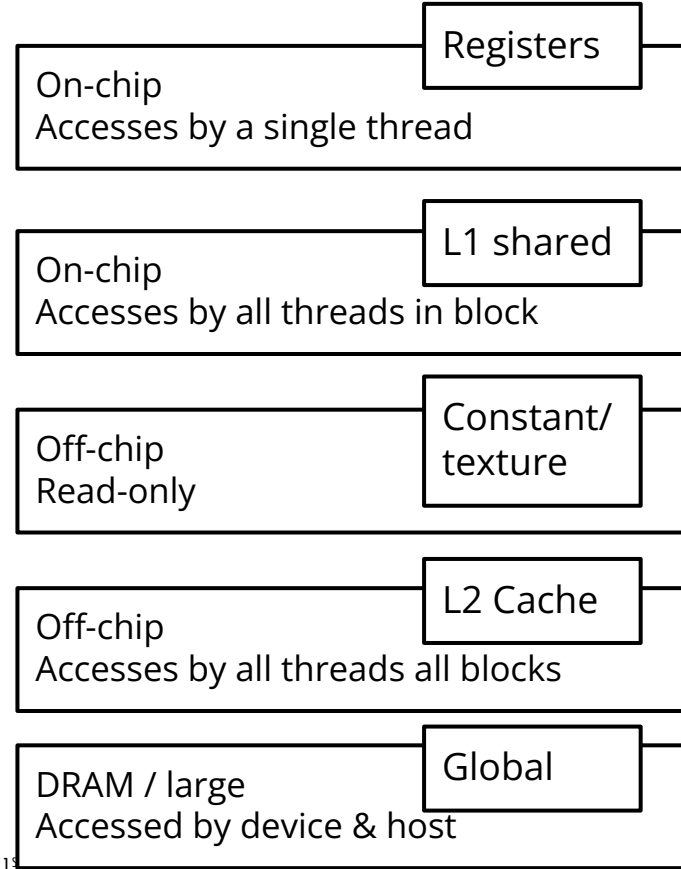 Registers
On-chip
Accesses by a single thread
L1 shared
On-chip
Accesses by all threads in block
Constant/
texture
Off-chip
Read-only
L2 Cache
Off-chip
Accesses by all threads all blocks
Global
DRAM / large
Accessed by device & host